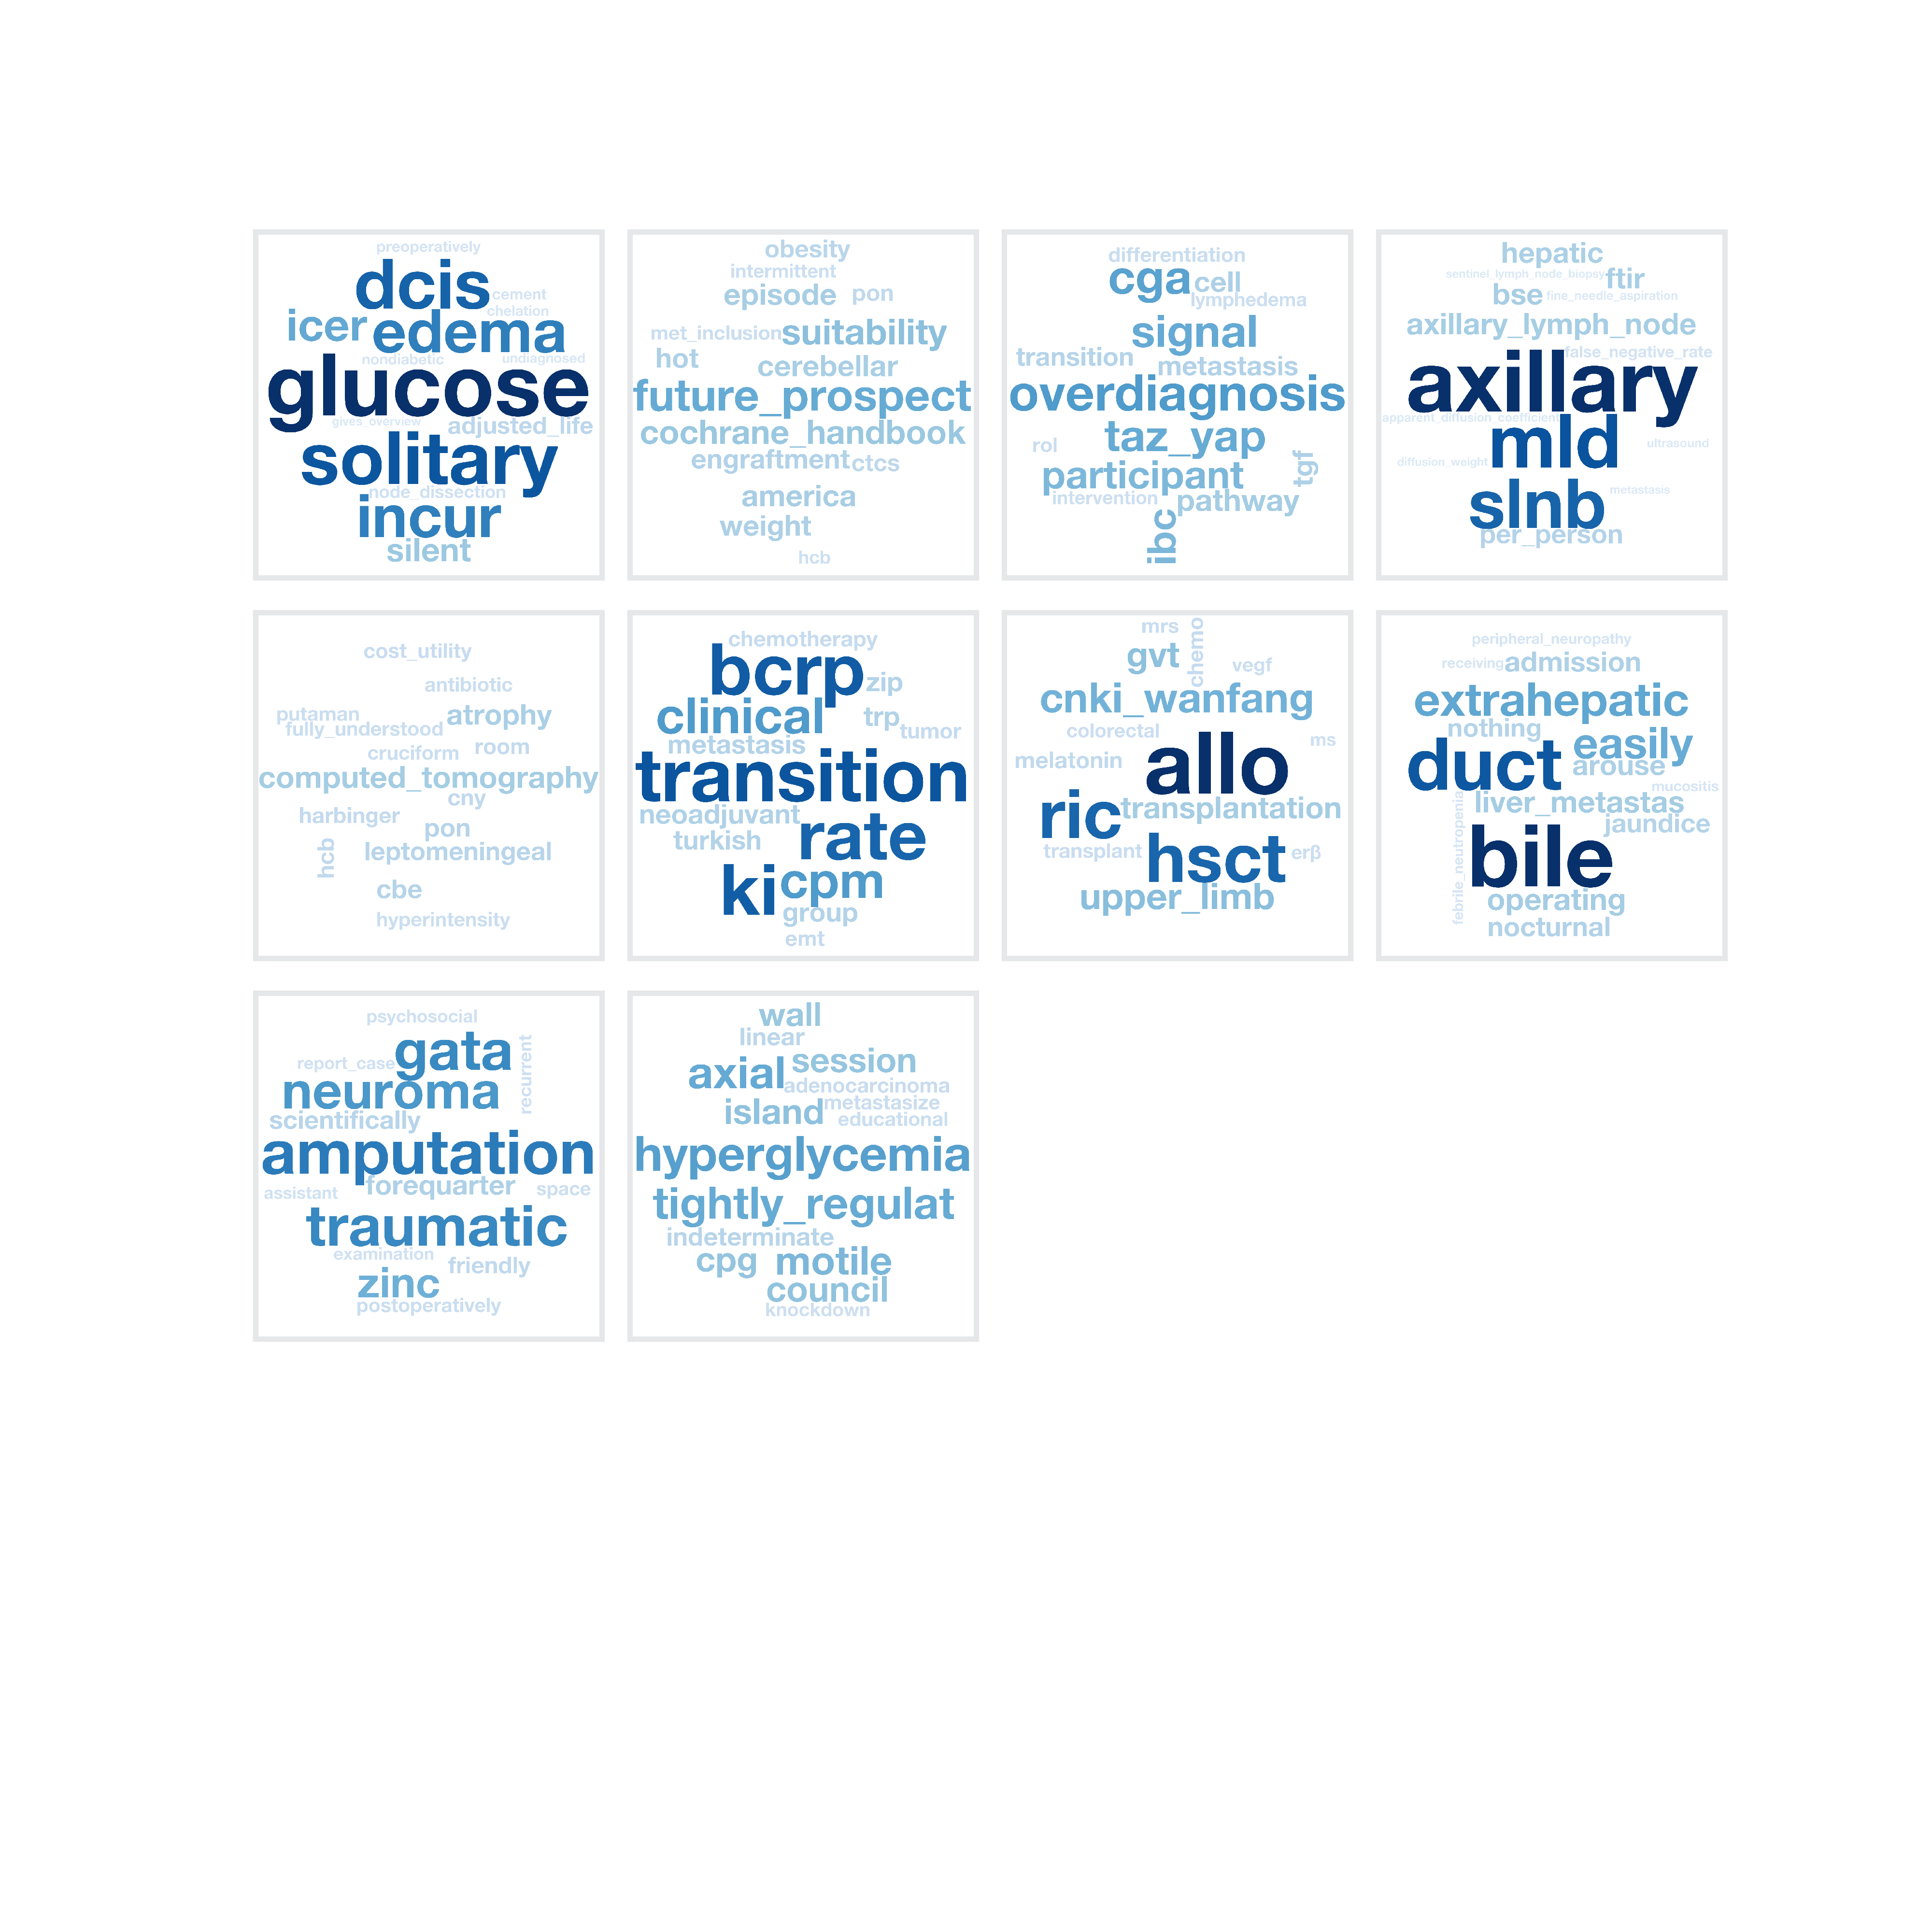 preoperatively
dcis
cement
chelation
icer edema
nondiabetic undiagnosed
glucose
gives_overview adjusted_life
solitary
node_dissection
incur
silent
obesity
intermittent
episode pon
met_inclusion suitability
hot cerebellar
future_prospect
cochrane_handbook
engraftment ctcs
america
weight
hcb
differentiation
cga cell
lymphedema
signal
transition metastasis
overdiagnosis
taz_yap
rol
participant tgf
intervention pathway
ibc
hepatic
sentinel_lymph_node_biopsy ftir
bse fine_needle_aspiration
axillary_lymph_node
false_negative_rate
axillary
apparent_diffusion_coefficient
mld ultrasound
diffusion_weight
slnb metastasis
per_person
cost_utility
antibiotic
putaman atrophy
fully_understood
cruciform room
computed_tomography
cny
harbinger
pon
hcb leptomeningeal
cbe
hyperintensity
chemotherapy
bcrp zip
clinical trp
tumor
metastasis
transition
neoadjuvant
turkish rate
ki cpm
group
emt
mrs chemo
gvt vegf
cnki_wanfang
colorectal ms
melatonin allo
ric transplantation
transplant hsct erβ
upper_limb
peripheral_neuropathy
receiving admission
extrahepatic
nothing easily
duct arouse
mucositis
liver_metastas
febrile_neutropenia jaundice
bile
operating
nocturnal
psychosocial
gata recurrent
report_case
neuroma
scientifically
amputation
assistant forequarter space
traumatic
examination friendly
zinc
postoperatively
wall
linear
axial session
adenocarcinoma
island metastasize
educational
hyperglycemia
tightly_regulat
indeterminate
cpg motile
council
knockdown